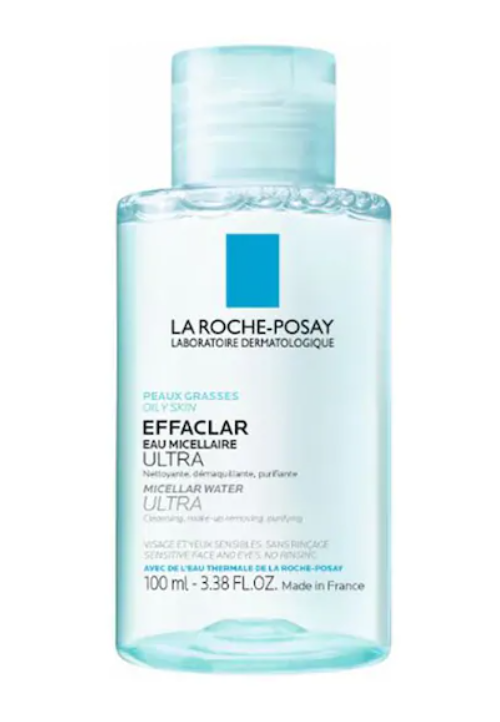 LA ROCHE-POSAY
LABORATOIRE DERMATOLOGIQUE
PEAUX GRASSES
OILY SKIN
EFFACLAR
EAU MICELLAIRE
ULTRA
Nettoyante, démaquillante, purifiante
MICELLAR WATER
ULTRA
Cleansing, make-up removing, purifying
VISAGE ET YEUX SENSIBLES. SANS RINÇAGE
SENSITIVE FACE AND EYES. NO RINSING
AVEC DE L'EAU THERMALE DE LA ROCHE-POSAY
100 ml - 3.38 FL.OZ. Made in France